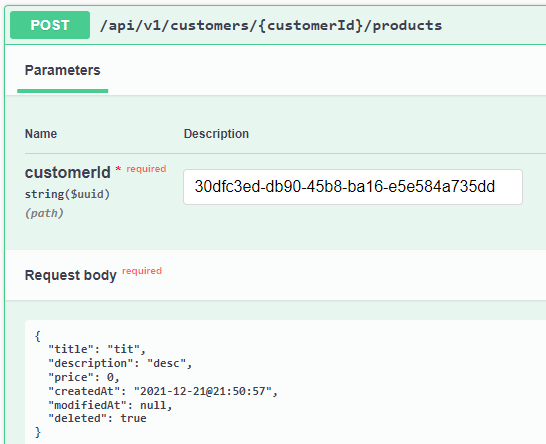 POST /api/v1/customers/{customerId}/products
Parameters
Name Description
customerId * required 30dfc3ed-db90-45b8-ba16-e5e584a735dd
string($uuid)
(path)
Request body required
{
  "title": "tit",
  "description": "desc",
  "price": 0,
  "createdAt": "2021-12-21@21:50:57",
  "modifiedAt": null,
  "deleted": true
}